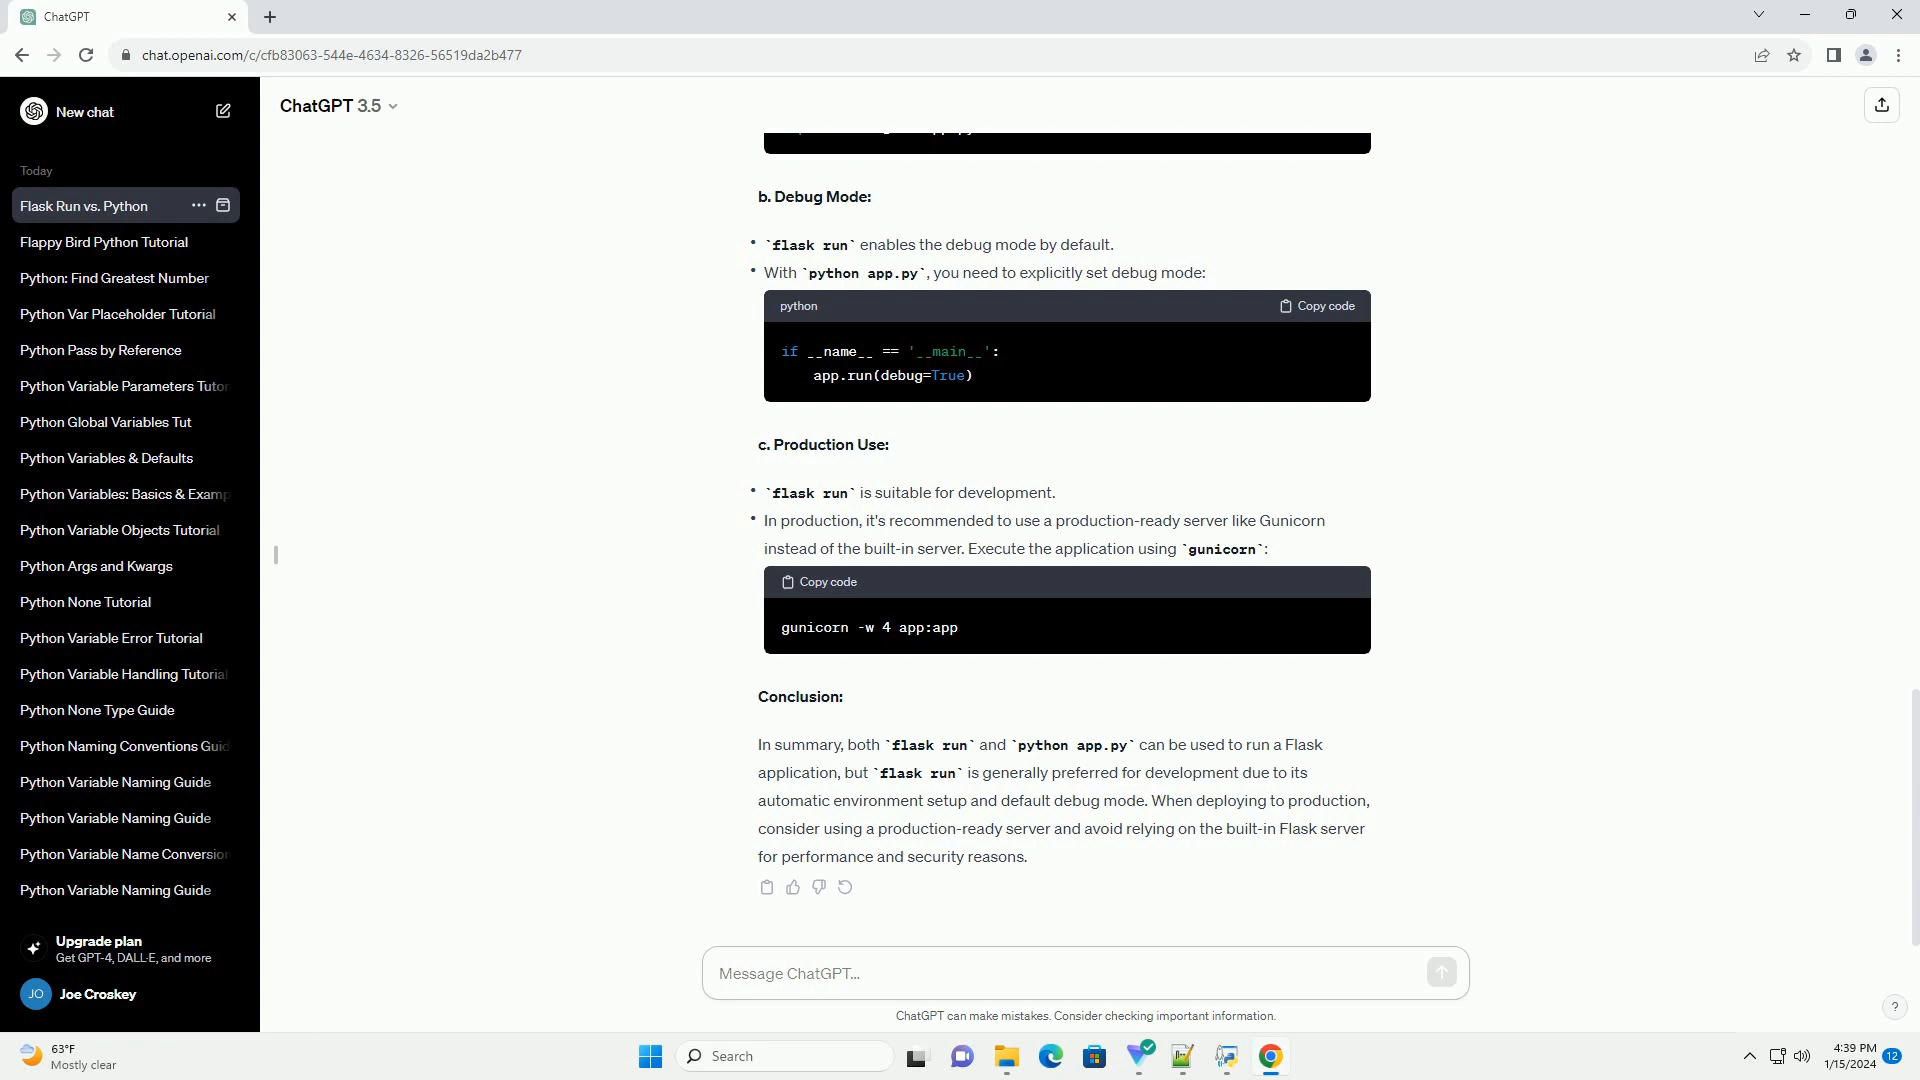 ChatGPT
chat.openai.com/c/cfb83063-544e-4634-8326-56519da2b477
New chat
ChatGPT 3.5
Today
Flask Run vs. Python
Flappy Bird Python Tutorial
Python: Find Greatest Number
Python Var Placeholder Tutorial
Python Pass by Reference
Python Variable Parameters Tutor
Python Global Variables Tut
Python Variables & Defaults
Python Variables: Basics & Examp
Python Variable Objects Tutorial
Python Args and Kwargs
Python None Tutorial
Python Variable Error Tutorial
Python Variable Handling Tutorial
Python None Type Guide
Python Naming Conventions Guid
Python Variable Naming Guide
Python Variable Naming Guide
Python Variable Name Conversion
Python Variable Naming Guide
Upgrade plan
Get GPT-4, DALL·E, and more
JO Joe Croskey
b. Debug Mode:
• `flask run` enables the debug mode by default.
• With `python app.py`, you need to explicitly set debug mode:
python Copy code
if __name__ == '__main__':
app.run(debug=True)
c. Production Use:
• `flask run` is suitable for development.
• In production, it's recommended to use a production-ready server like Gunicorn
instead of the built-in server. Execute the application using `gunicorn`:
Copy code
gunicorn -w 4 app:app
Conclusion:
In summary, both `flask run` and `python app.py` can be used to run a Flask
application, but `flask run` is generally preferred for development due to its
automatic environment setup and default debug mode. When deploying to production,
consider using a production-ready server and avoid relying on the built-in Flask server
for performance and security reasons.
Message ChatGPT...
ChatGPT can make mistakes. Consider checking important information.
?
63°F
Mostly clear
Search
4:39 PM
1/15/2024
12